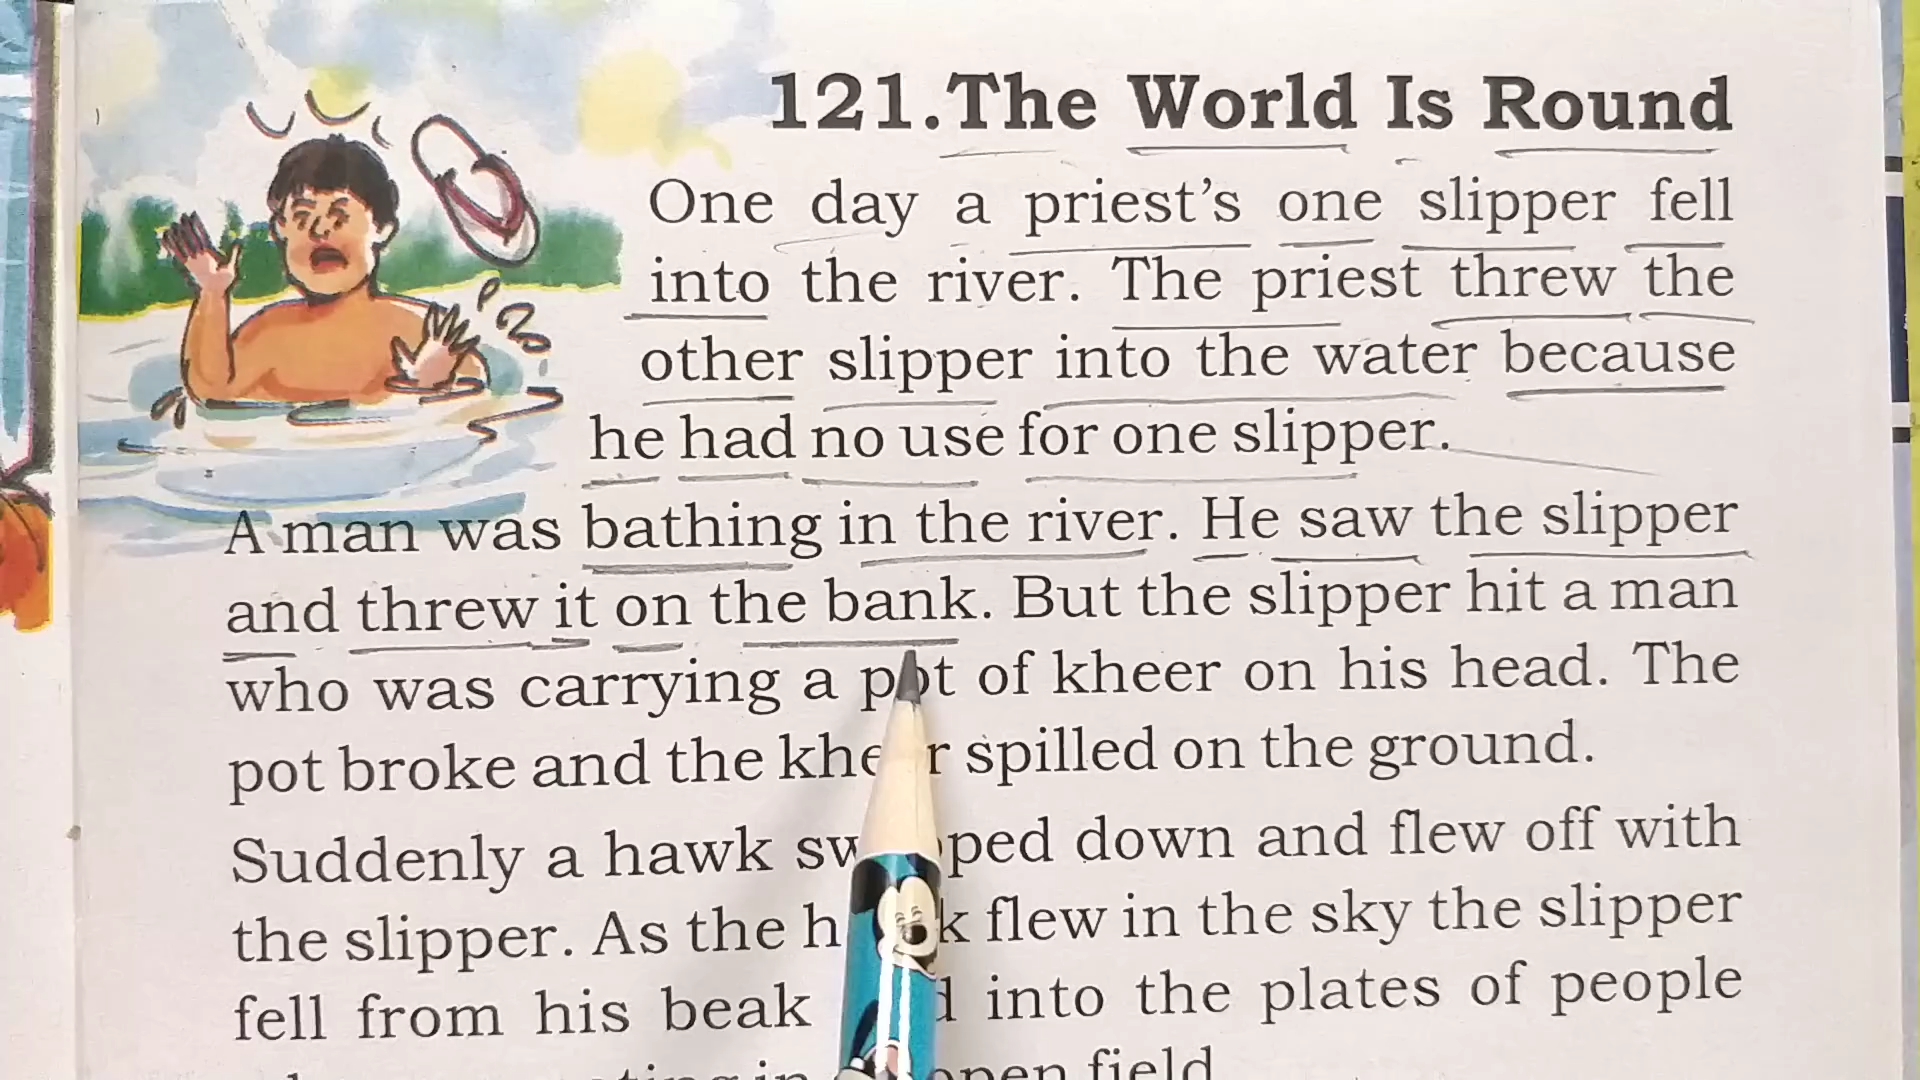 121. The World Is Round
One day a priest's one slipper fell
into the river. The priest threw the
other slipper into the water because
he had no use for one slipper.
A man was bathing in the river. He saw the slipper
and threw it on the bank. But the slipper hit a man
who was carrying a pot of kheer on his head. The
pot broke and the kheer spilled on the ground.
Suddenly a hawk down and flew off with
the slipper. As the flew in the sky the slipper
fell from his beak into the plates of people
field